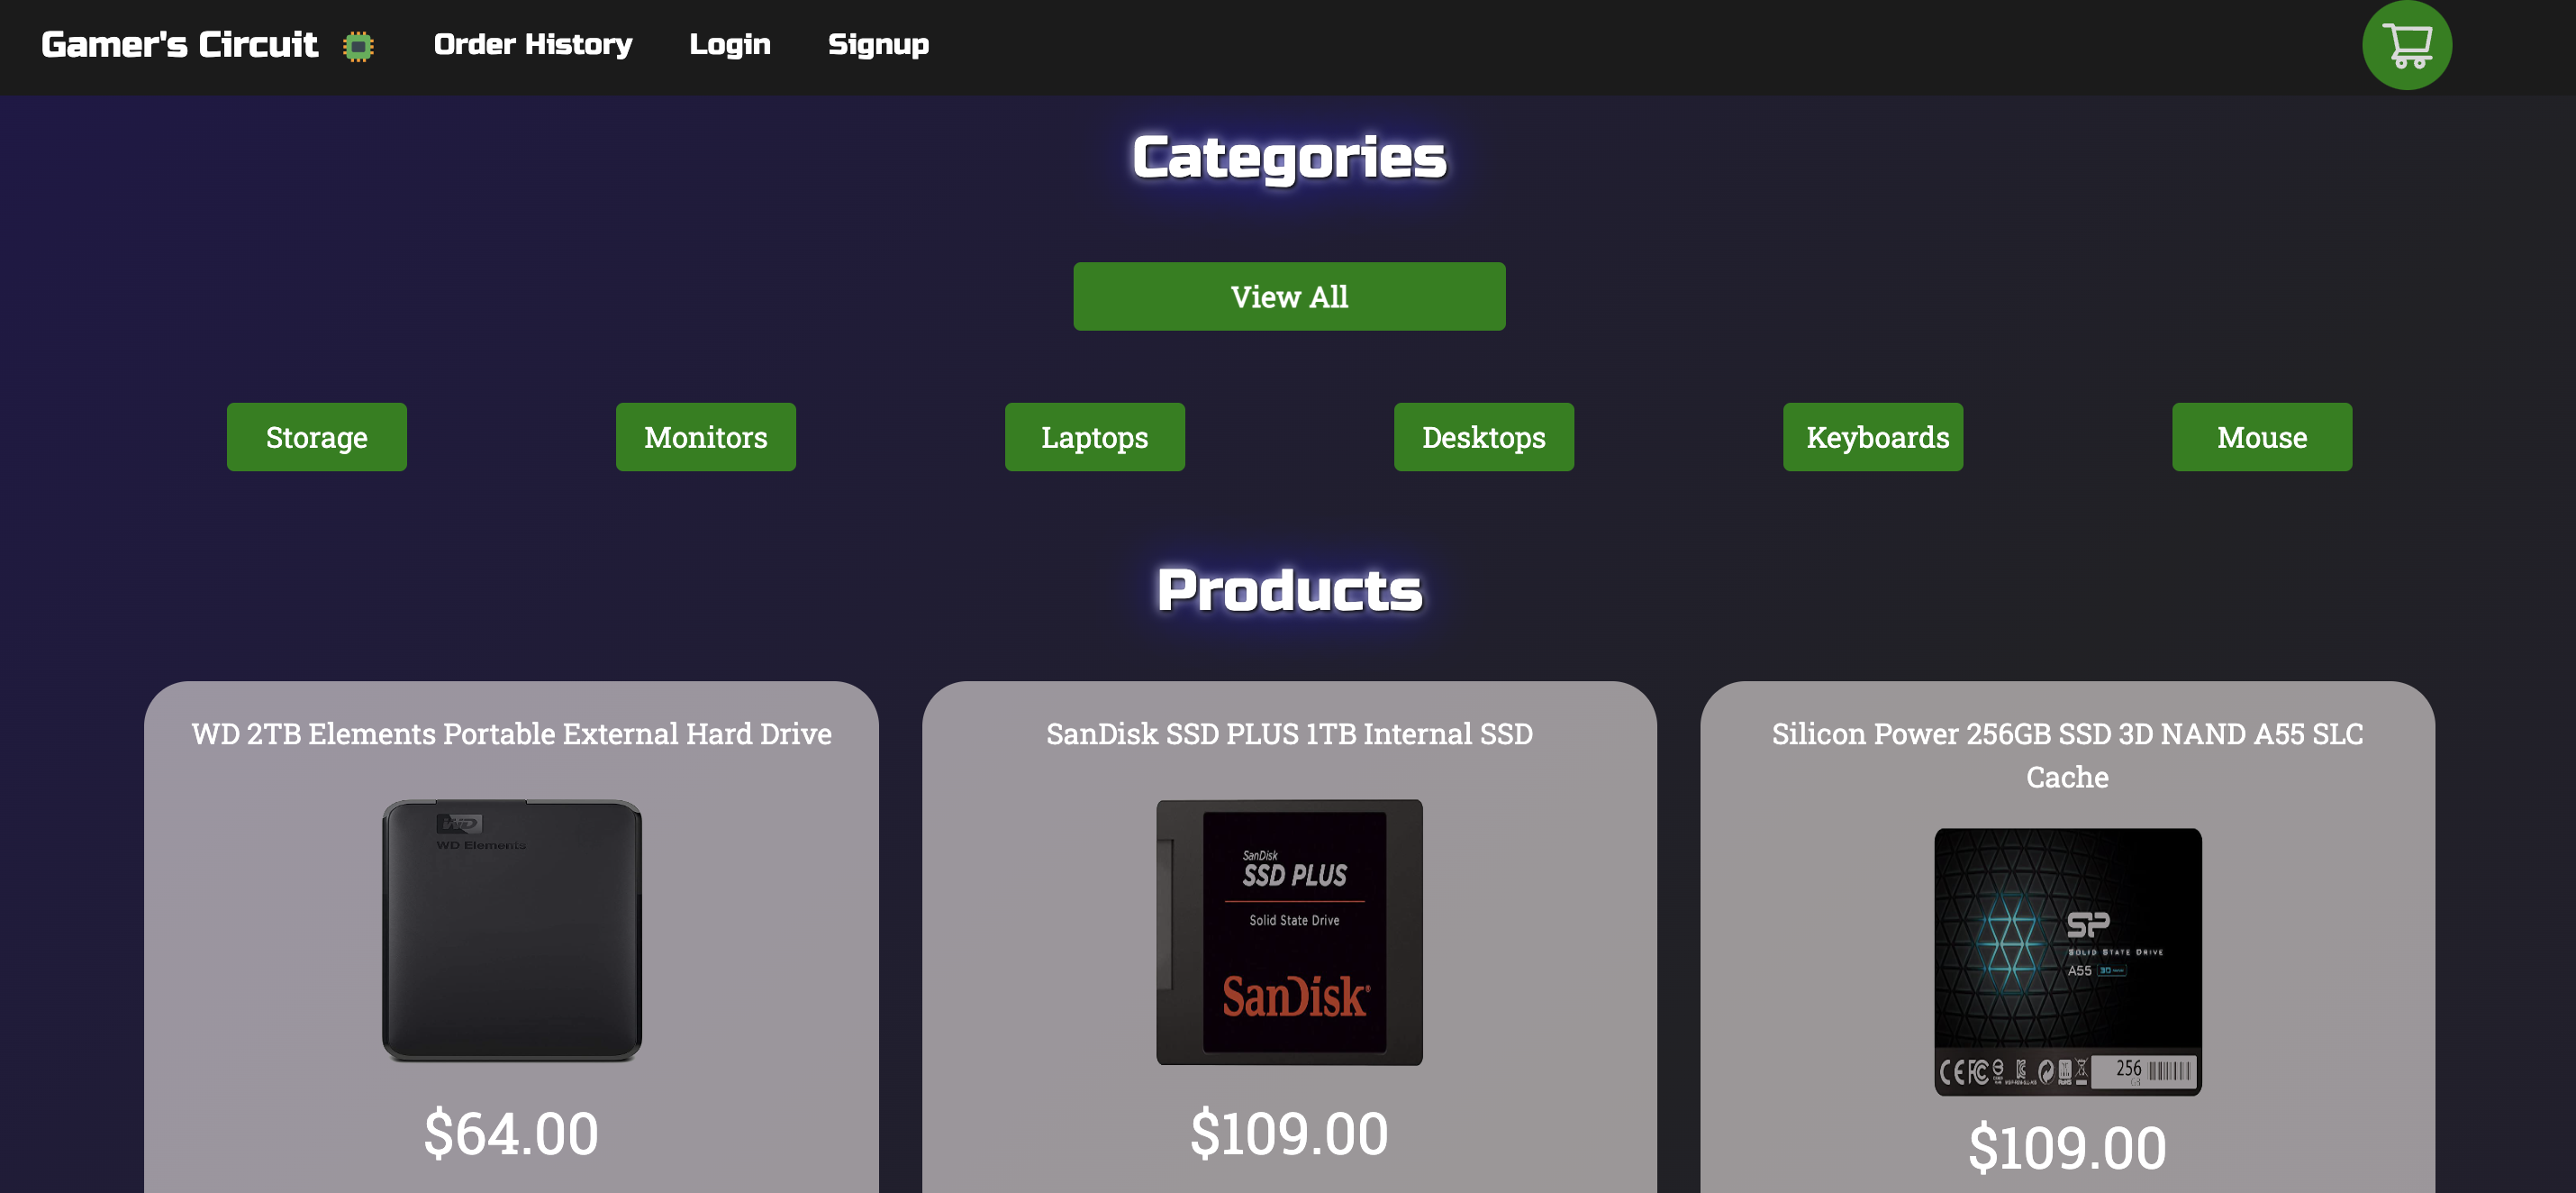 Gamer's Circuit Order History Login Signup
Categories
View All
Storage Monitors Laptops Desktops Keyboards Mouse
Products
WD 2TB Elements Portable External Hard Drive
WD
WD Elements
$64.00
SanDisk SSD PLUS 1TB Internal SSD
SanDisk
SSD PLUS
Solid State Drive
SanDisk
$109.00
Silicon Power 256GB SSD 3D NAND A55 SLC
Cache
SP
SOLID STATE DRIVE
A55 3D
256
GB
$109.00